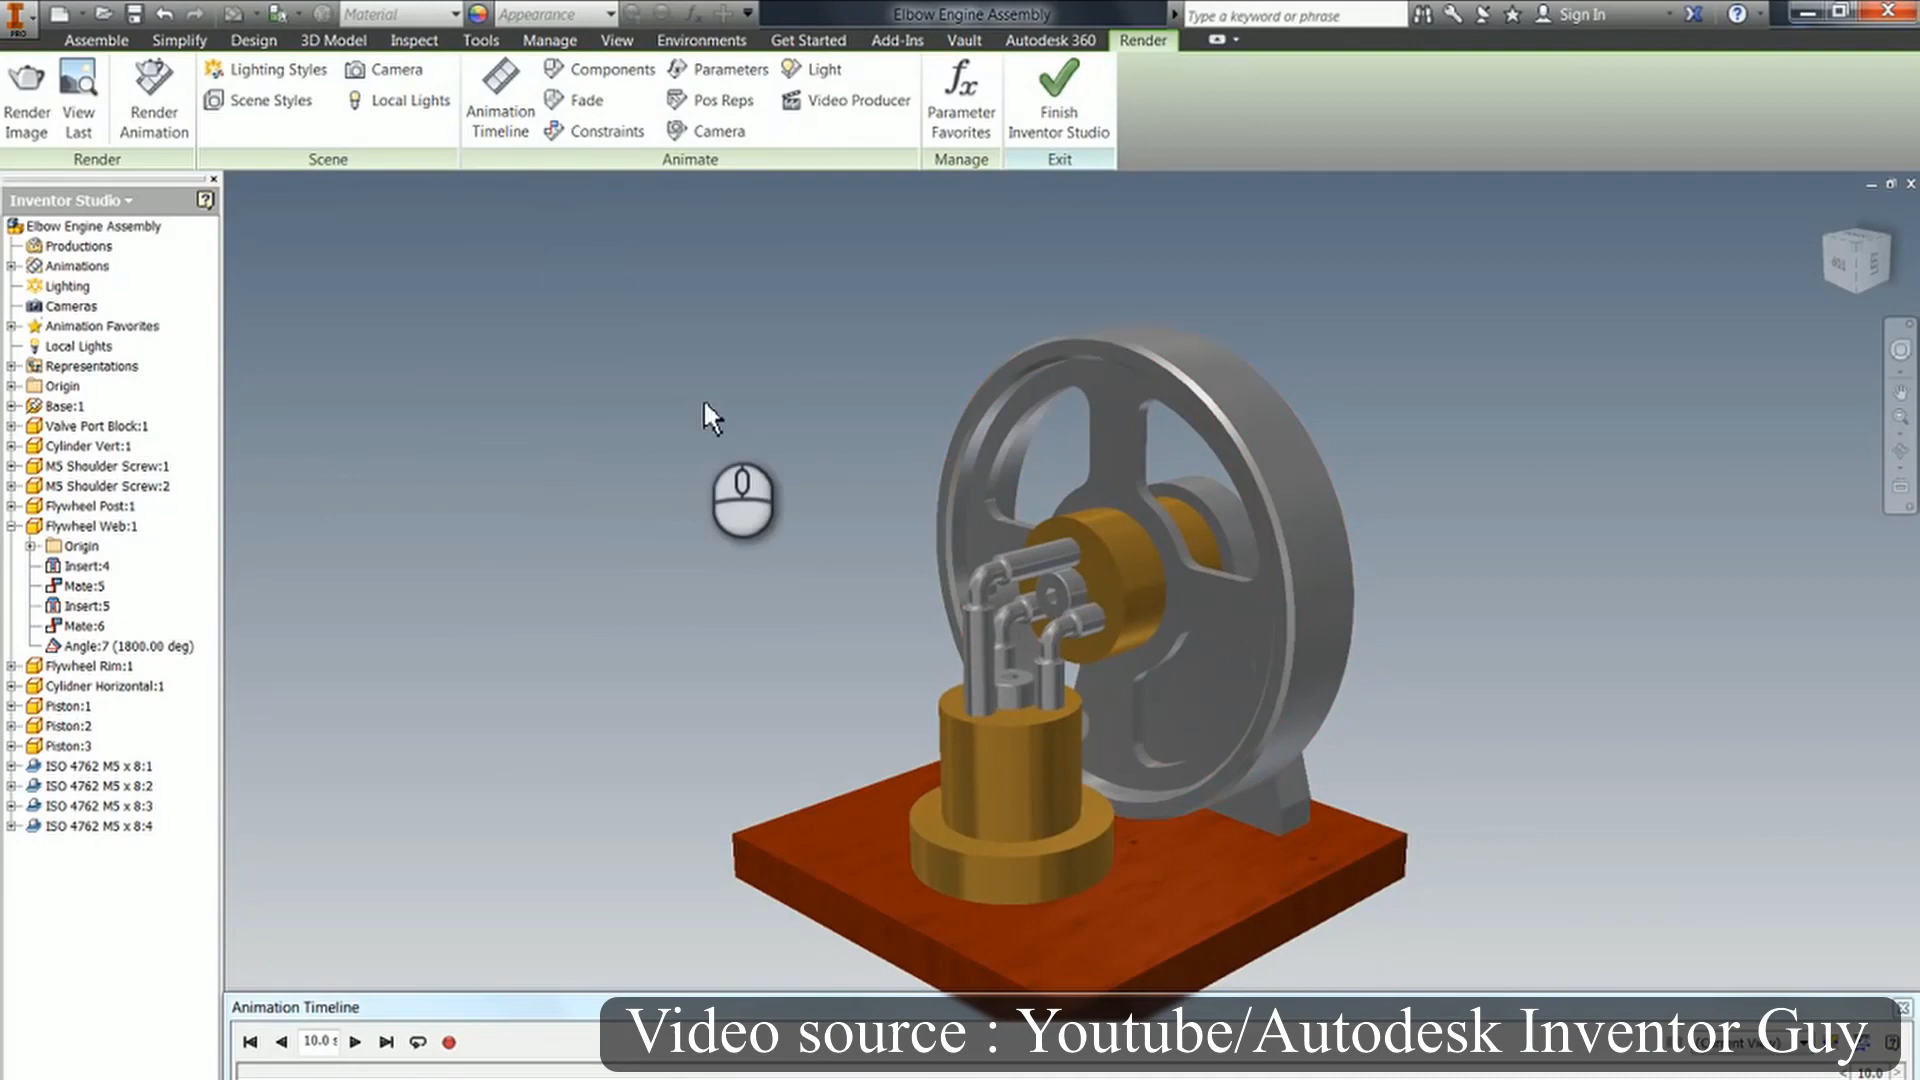 PRO
Material
Appearance
Elbow Engine Assembly
Type a keyword or phrase
Sign In
Assemble Simplify Design 3D Model Inspect Tools Manage View Environments Get Started Add-Ins Vault Autodesk 360 Render
Render Image
View Last
Render Animation
Render
Lighting Styles
Scene Styles
Camera
Local Lights
Scene
Animation Timeline
Components
Fade
Constraints
Parameters
Pos Reps
Camera
Light
Video Producer
Animate
fx
Parameter Favorites
Manage
Finish Inventor Studio
Exit
Inventor Studio
Elbow Engine Assembly
Productions
Animations
Lighting
Cameras
Animation Favorites
Local Lights
Representations
Origin
Base:1
Valve Port Block:1
Cylinder Vert:1
M5 Shoulder Screw:1
M5 Shoulder Screw:2
Flywheel Post:1
Flywheel Web:1
Origin
Insert:4
Mate:5
Insert:5
Mate:6
Angle:7 (1800.00 deg)
Flywheel Rim:1
Cylidner Horizontal:1
Piston:1
Piston:2
Piston:3
ISO 4762 M5 x 8:1
ISO 4762 M5 x 8:2
ISO 4762 M5 x 8:3
ISO 4762 M5 x 8:4
LEFT
Animation Timeline
10.0 s
Video source : Youtube/Autodesk Inventor Guy
10.0